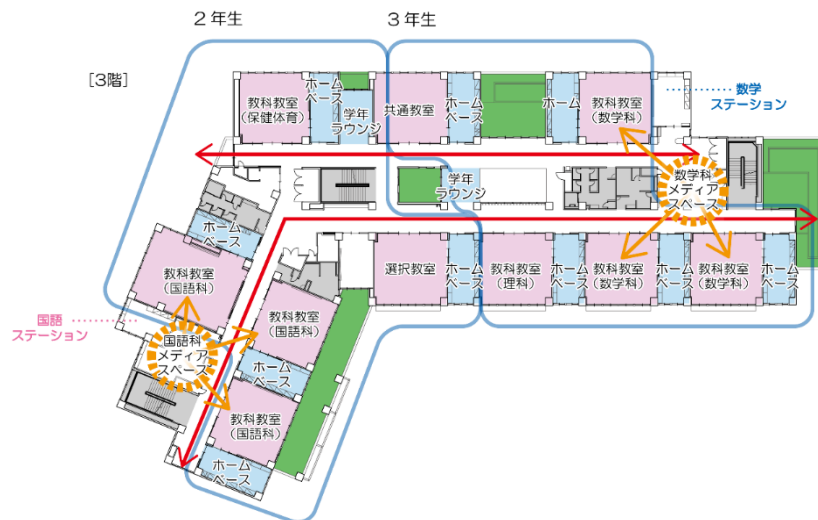 ２年生
３年生
［3階］
教科教室
（保健体育）
ホーム
ベース
学年
ラウンジ
共通教室
ホーム
ベース
ホーム
教科教室
（数学科）
数学
ステーション
学年
ラウンジ
数学科
メディア
スペース
ホーム
ベース
教科教室
（国語科）
選択教室
ホーム
ベース
教科教室
（理科）
ホーム
ベース
教科教室
（数学科）
ホーム
ベース
教科教室
（数学科）
ホーム
ベース
国語
ステーション
国語科
メディア
スペース
教科教室
（国語科）
ホーム
ベース
教科教室
（国語科）
ホーム
ベース